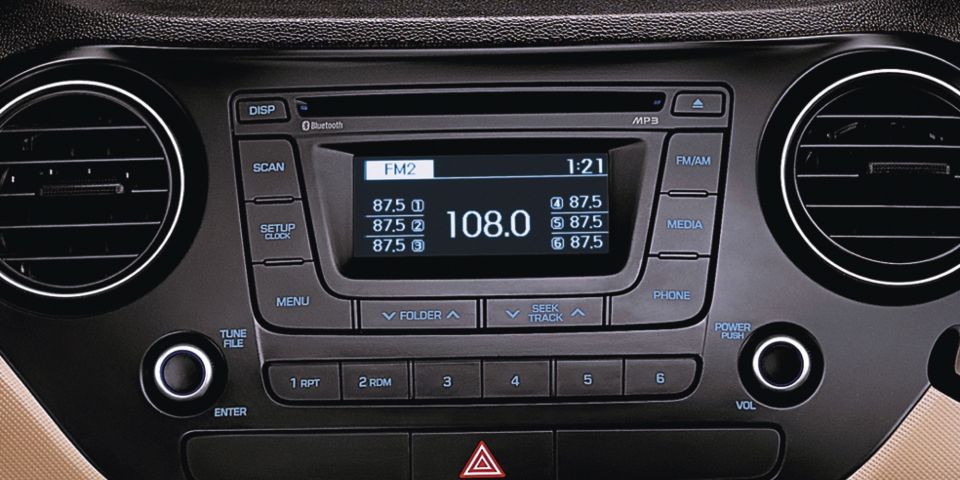 DISP
Bluetooth
MP3
SCAN
FM2 1:21
FM/AM
87.5 1 4 87.5
87.5 2 108.0 5 87.5
87.5 3 6 87.5
SETUP
CLOCK
MEDIA
MENU
FOLDER
SEEK
TRACK
PHONE
TUNE
FILE
POWER
PUSH
1 RPT 2 RDM 3 4 5 6
ENTER
VOL